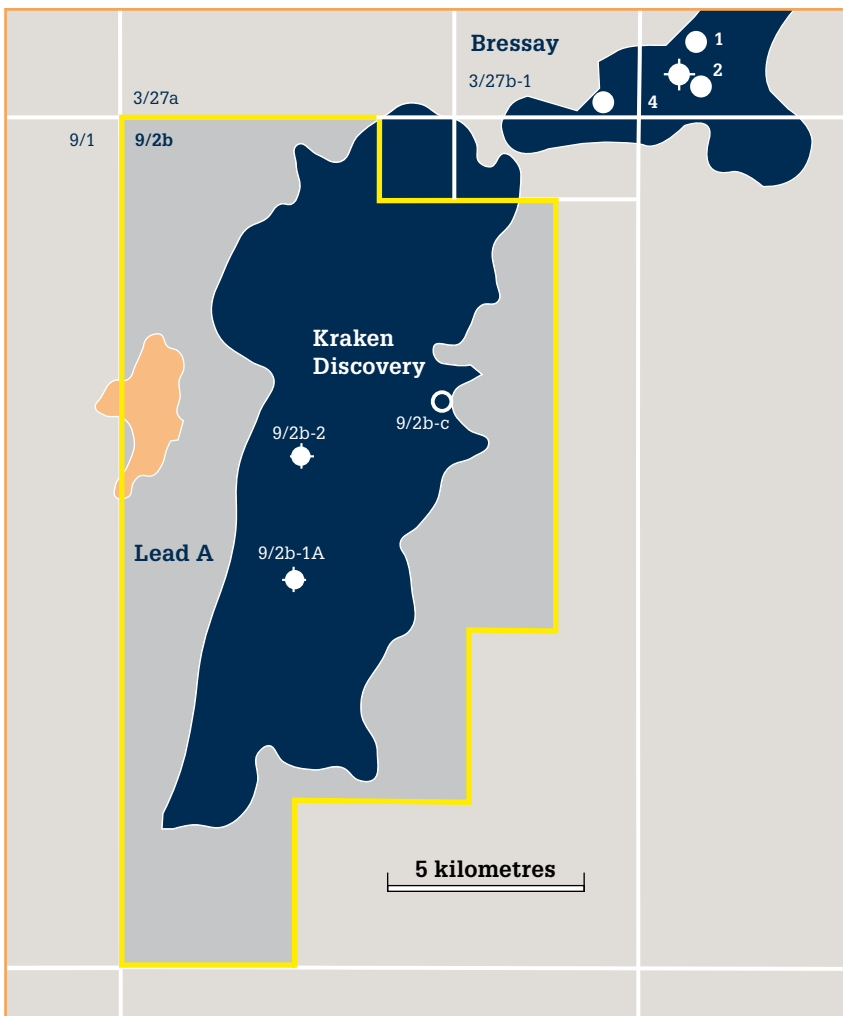 Bressay
1
2
3/27b-1
3/27a
4
9/1
9/2b
Kraken
Discovery
9/2b-c
9/2b-2
Lead A
9/2b-1A
5 kilometres